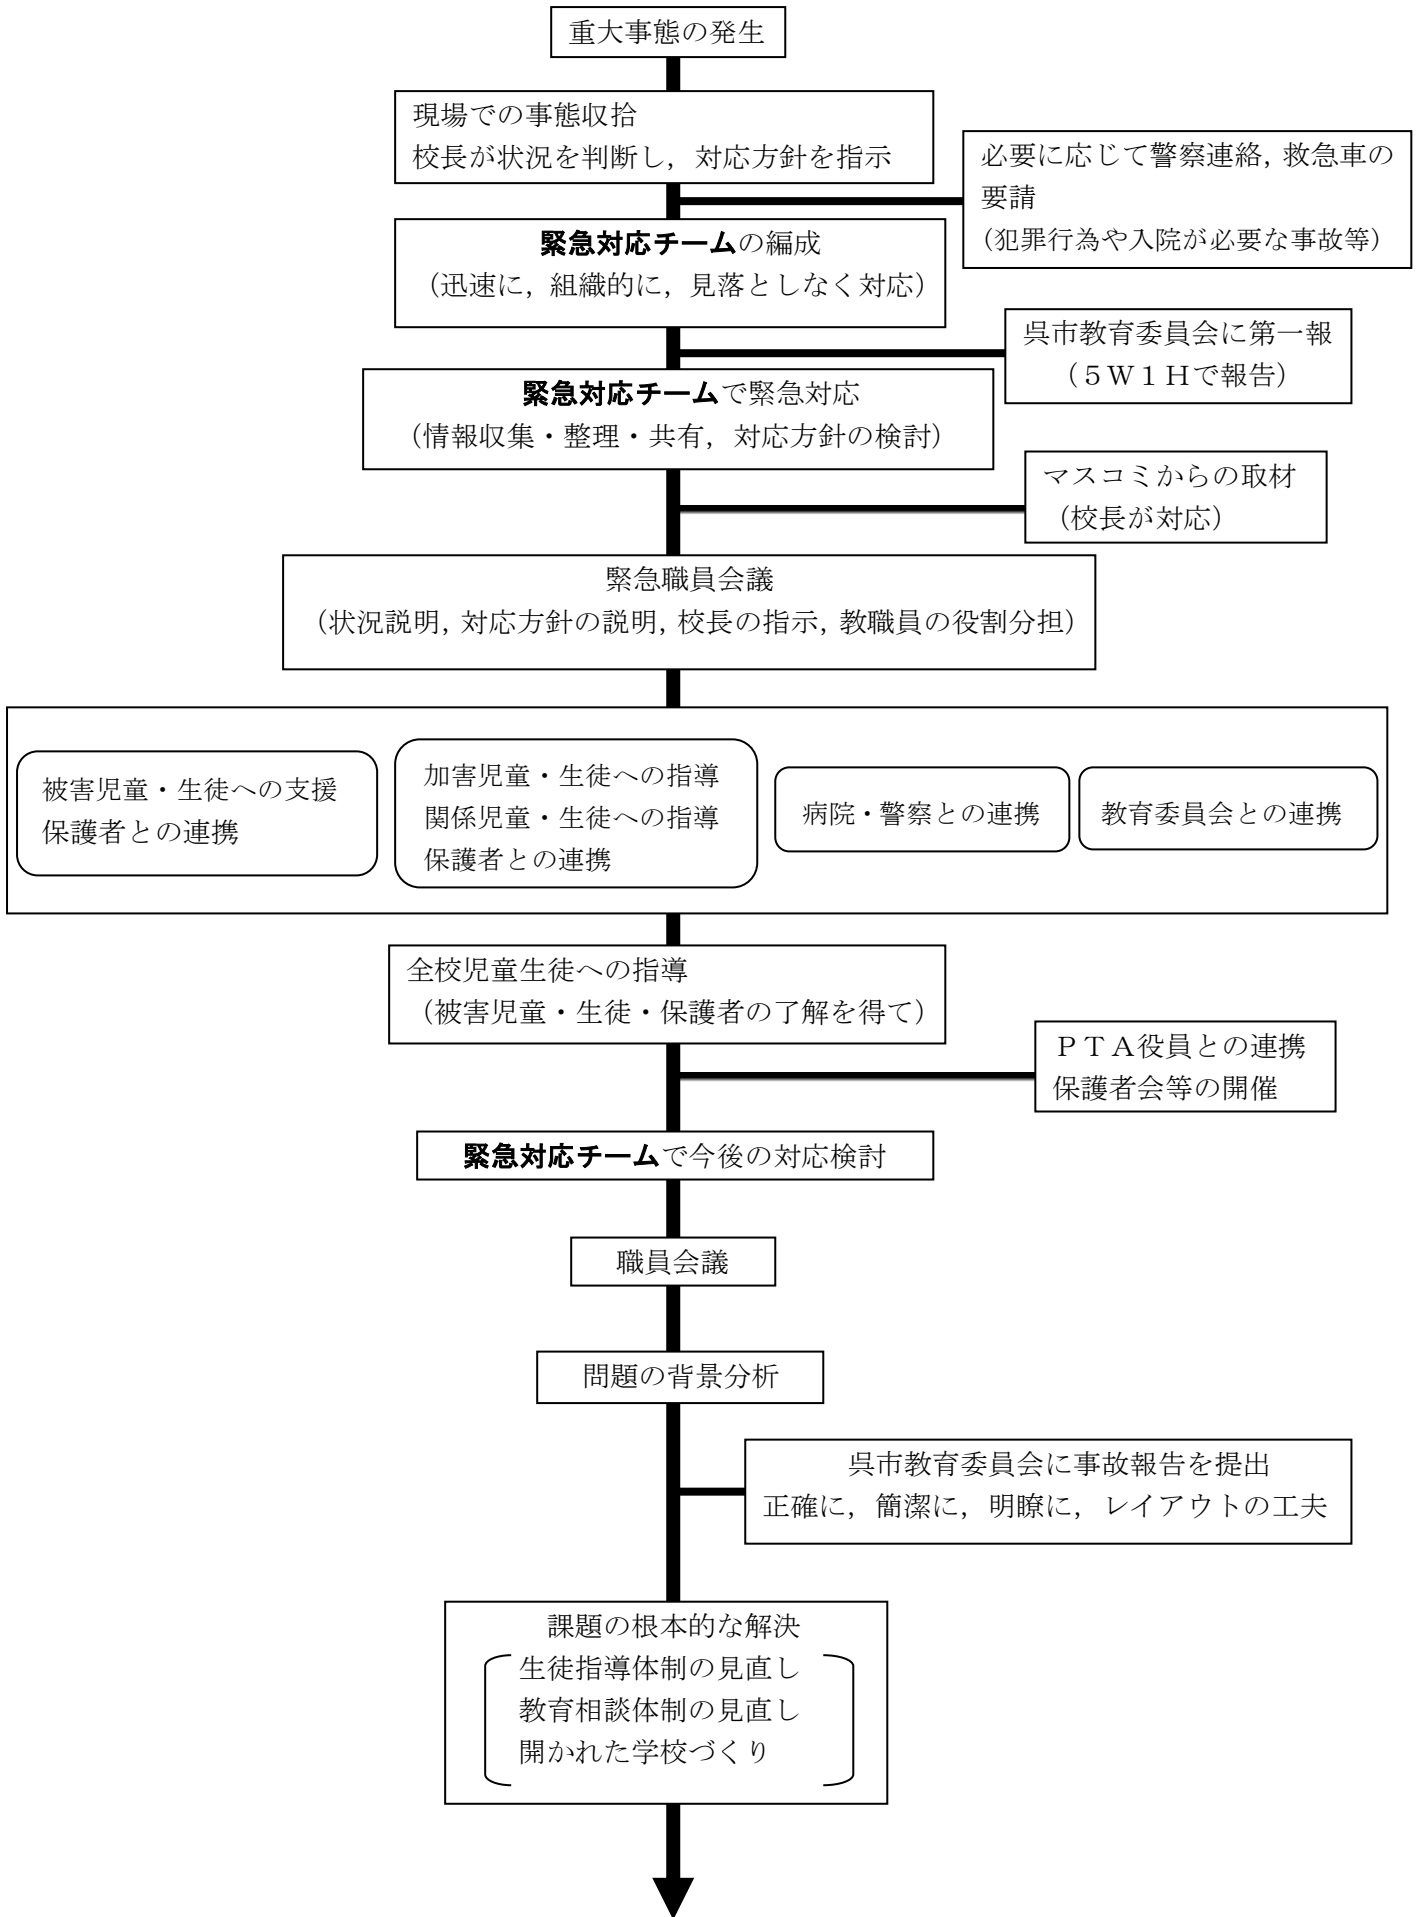 重大事態の発生
現場での事態収拾
校長が状況を判断し，対応方針を指示
必要に応じて警察連絡，救急車の
要請
（犯罪行為や入院が必要な事故等）
緊急対応チームの編成
（迅速に，組織的に，見落としなく対応）
呉市教育委員会に第一報
（５Ｗ１Ｈで報告）
緊急対応チームで緊急対応
（情報収集・整理・共有，対応方針の検討）
マスコミからの取材
（校長が対応）
緊急職員会議
（状況説明，対応方針の説明，校長の指示，教職員の役割分担）
被害児童・生徒への支援
保護者との連携
加害児童・生徒への指導
関係児童・生徒への指導
保護者との連携
病院・警察との連携
教育委員会との連携
全校児童生徒への指導
（被害児童・生徒・保護者の了解を得て）
ＰＴＡ役員との連携
保護者会等の開催
緊急対応チームで今後の対応検討
職員会議
問題の背景分析
呉市教育委員会に事故報告を提出
正確に，簡潔に，明瞭に，レイアウトの工夫
課題の根本的な解決
生徒指導体制の見直し
教育相談体制の見直し
開かれた学校づくり